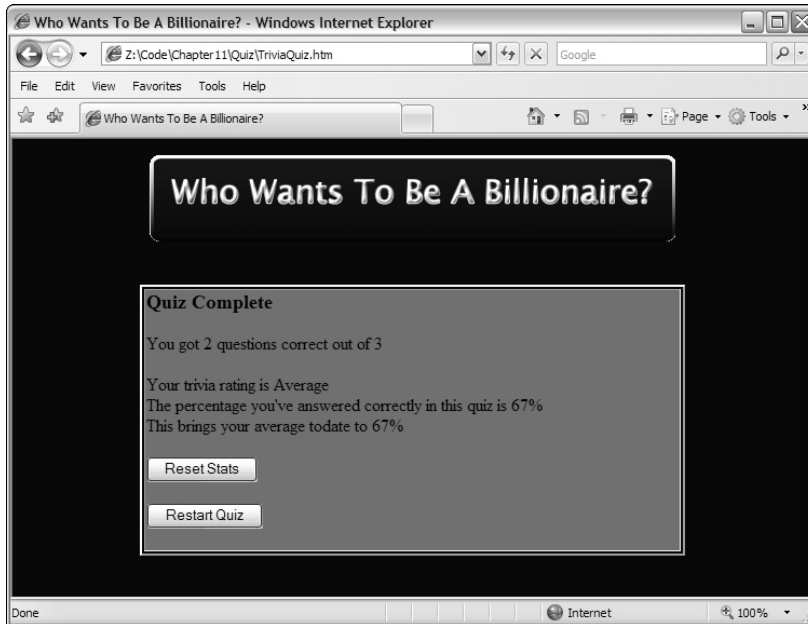 Who Wants To Be A Billionaire? - Windows Internet Explorer
Z:\Code\Chapter11\Quiz\TriviaQuiz.htm
Google
File Edit View Favorites Tools Help
Who Wants To Be A Billionaire?
Page Tools
Who Wants To Be A Billionaire?
Quiz Complete
You got 2 questions correct out of 3
Your trivia rating is Average
The percentage you've answered correctly in this quiz is 67%
This brings your average todate to 67%
Reset Stats
Restart Quiz
Done Internet 100%